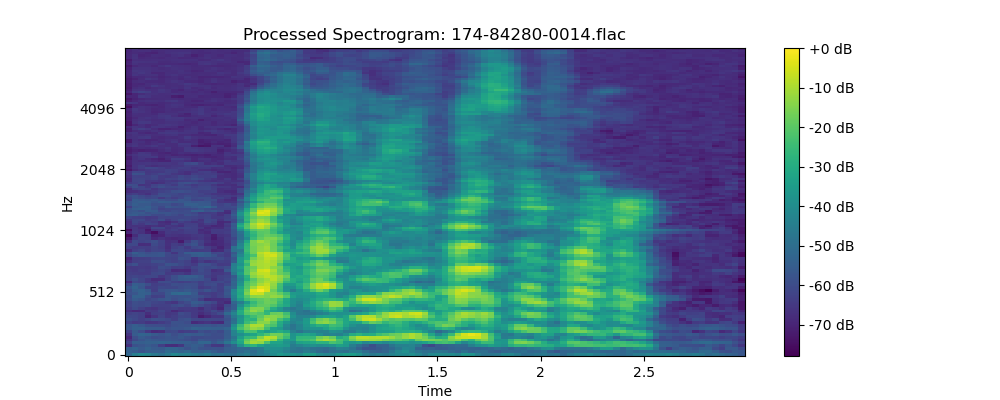 Processed Spectrogram: 174-84280-0014.flac
Hz
4096
2048
1024
512
0
0
0.5
1
1.5
2
2.5
Time
+0 dB
-10 dB
-20 dB
-30 dB
-40 dB
-50 dB
-60 dB
-70 dB